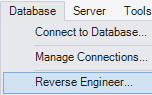 Database Server Tools
Connect to Database...
Manage Connections...
Reverse Engineer...